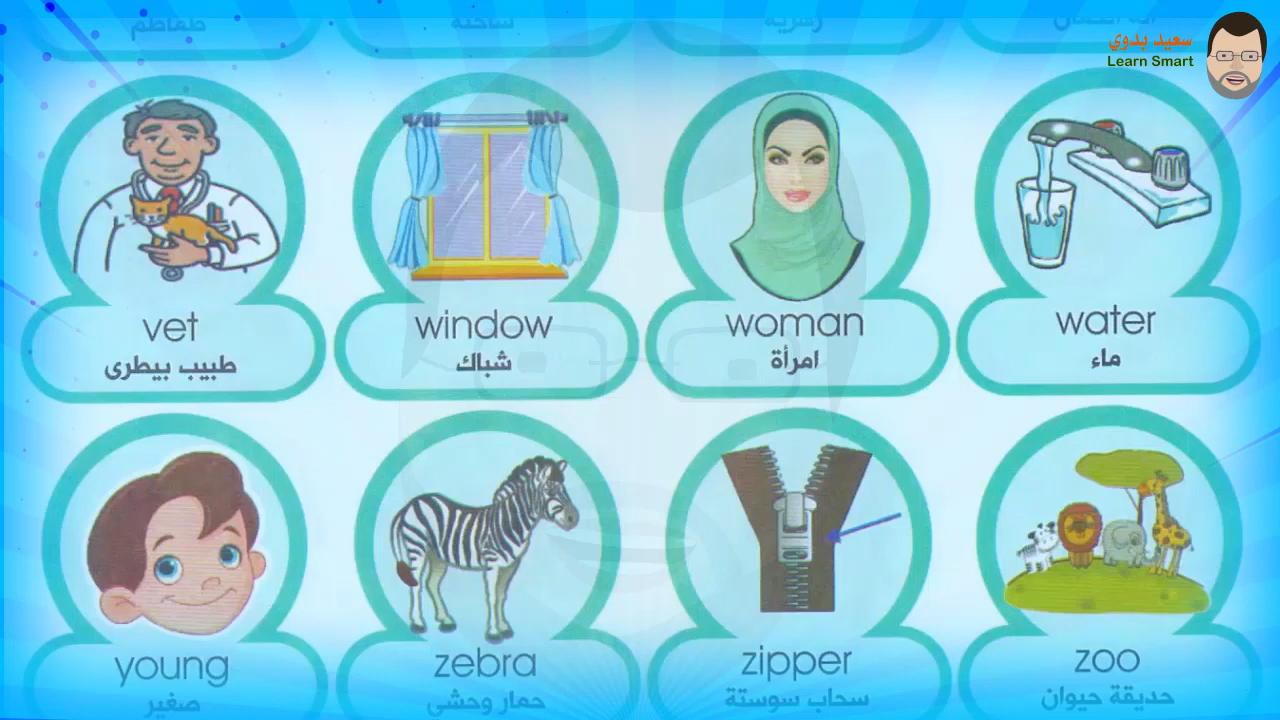 طماطم
سعيد بدوي
Learn Smart
vet
طبيب بيطرى
window
شباك
woman
امرأة
water
ماء
young
صغير
zebra
حمار وحشى
zipper
سحاب سوستة
zoo
حديقة حيوان